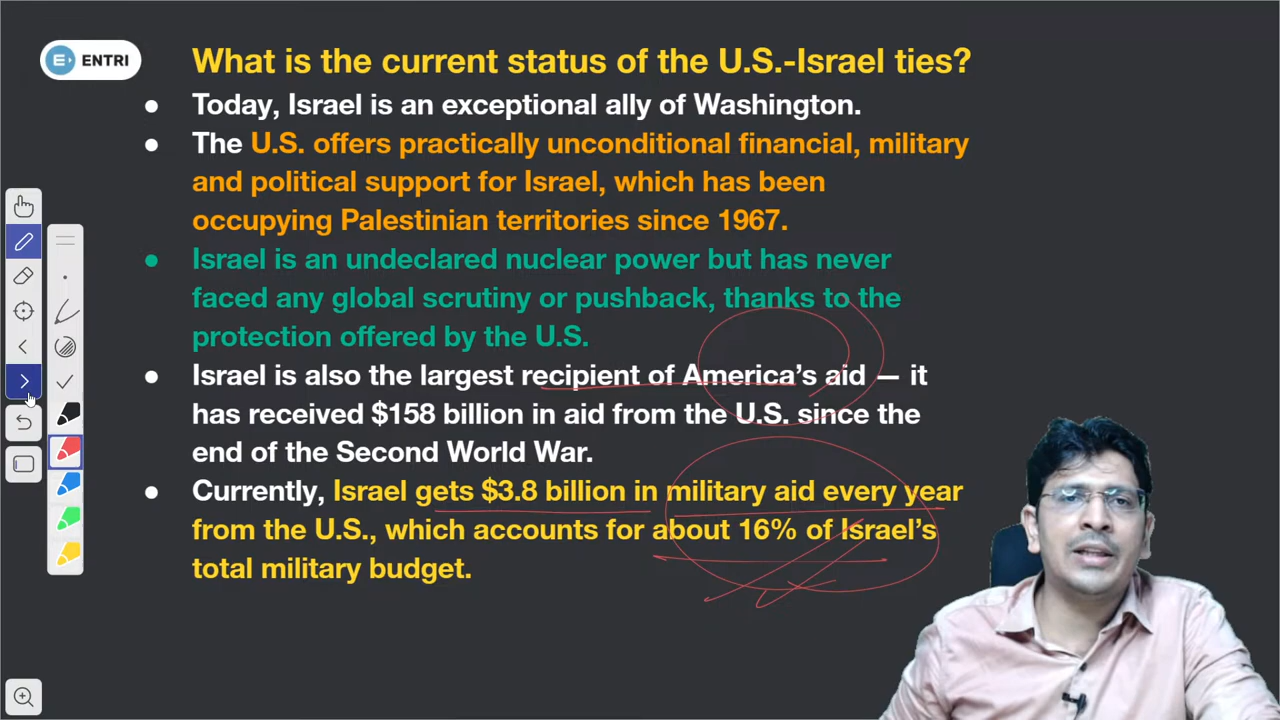 ENTRI
What is the current status of the U.S.-Israel ties?
● Today, Israel is an exceptional ally of Washington.
● The U.S. offers practically unconditional financial, military
and political support for Israel, which has been
occupying Palestinian territories since 1967.
● Israel is an undeclared nuclear power but has never
faced any global scrutiny or pushback, thanks to the
protection offered by the U.S.
● Israel is also the largest recipient of America’s aid — it
has received $158 billion in aid from the U.S. since the
end of the Second World War.
● Currently, Israel gets $3.8 billion in military aid every year
from the U.S., which accounts for about 16% of Israel’s
total military budget.